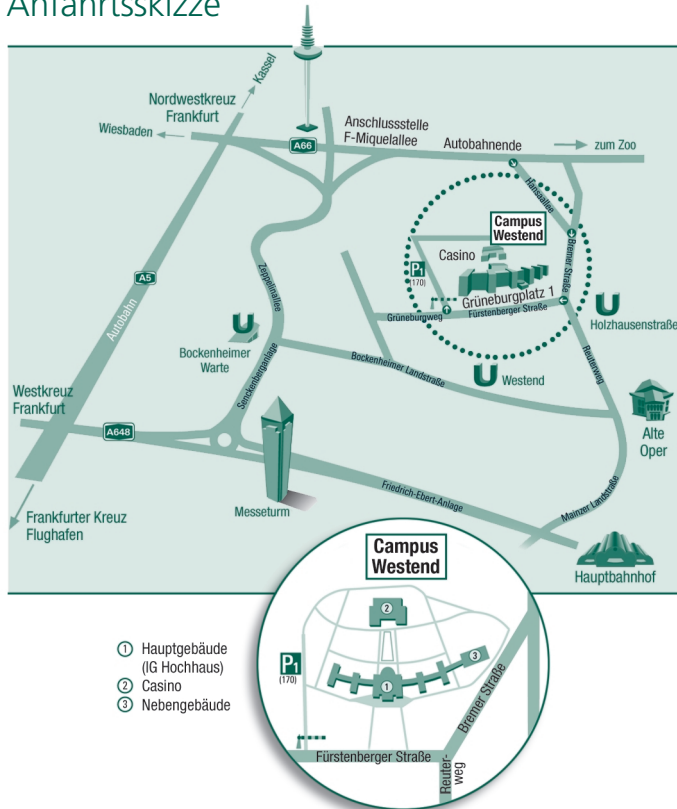 Anfahrtsskizze
Kassel
Nordwestkreuz
Frankfurt
Wiesbaden
A66
Anschlussstelle
F-Miquelallee
Autobahnende
zum Zoo
Hansaallee
Campus
Westend
Casino
P1
(170)
Bremer Straße
Grüneburgplatz 1
Grüneburgweg
Fürstenberger Straße
U
Holzhausenstraße
A5
Autobahn
Zeppelinallee
U
Bockenheimer
Warte
Senckenberganlage
Bockenheimer Landstraße
U
Westend
Reuterweg
Westkreuz
Frankfurt
A648
Alte
Oper
Messeturm
Friedrich-Ebert-Anlage
Mainzer Landstraße
Frankfurter Kreuz
Flughafen
Hauptbahnhof
Campus
Westend
1 Hauptgebäude
(IG Hochhaus)
2 Casino
3 Nebengebäude
2
P1
(170)
3
1
Bremer Straße
Fürstenberger Straße
Reuter-
weg